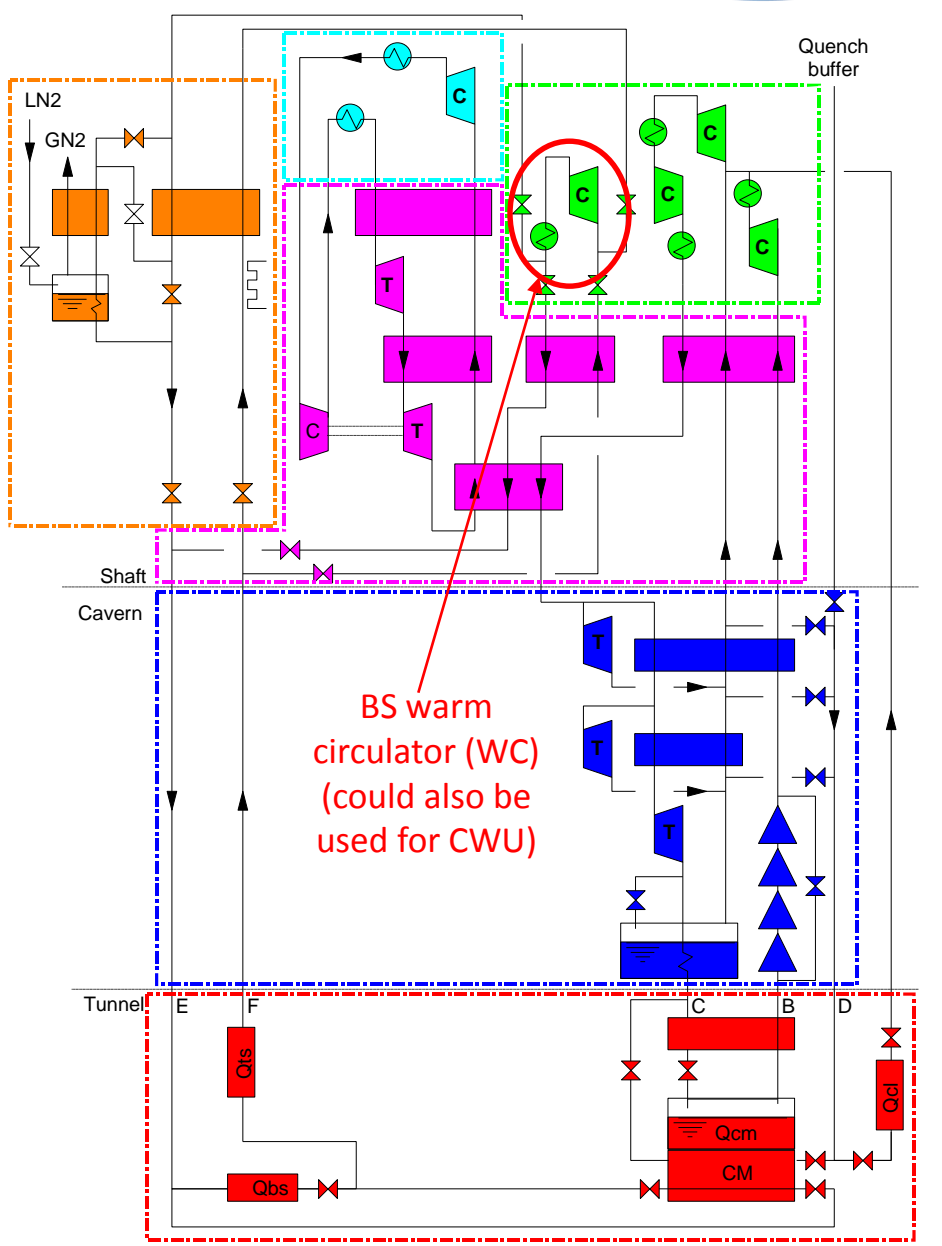 Quench
buffer
LN2
GN2
C
C
C
C
C
T
T
C
T
Shaft
Cavern
T
T
T
BS warm
circulator (WC)
(could also be
used for CWU)
Tunnel
E
F
C
B
D
Qts
Qcl
Qcm
CM
Qbs